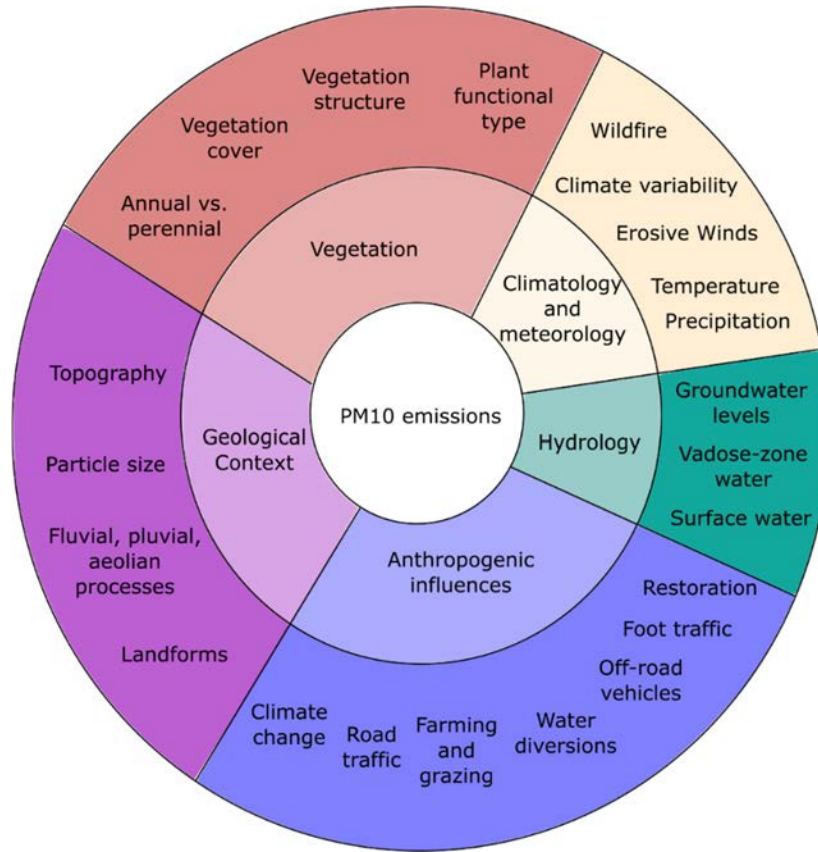 PM10 emissions
Vegetation
Annual vs.
perennial
Vegetation
cover
Vegetation
structure
Plant
functional
type
Climatology
and
meteorology
Wildfire
Climate variability
Erosive Winds
Temperature
Precipitation
Hydrology
Groundwater
levels
Vadose-zone
water
Surface water
Anthropogenic
influences
Restoration
Foot traffic
Off-road
vehicles
Water
diversions
Farming
and
grazing
Road
traffic
Climate
change
Geological
Context
Topography
Particle size
Fluvial, pluvial,
aeolian
processes
Landforms